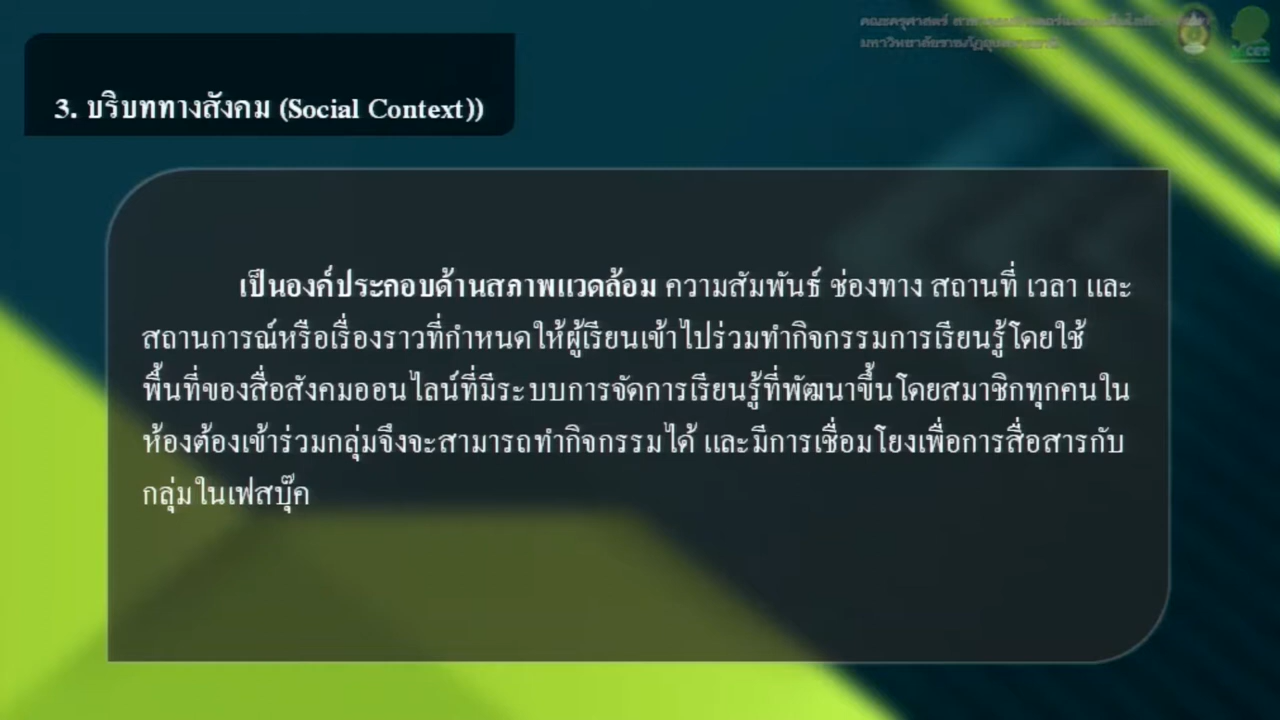 คณะครุศาสตร์
3. บริบททางสังคม (Social Context))
เป็นองค์ประกอบด้านสภาพแวดล้อม ความสัมพันธ์ ช่องทาง สถานที่ เวลา และ
สถานการณ์หรือเรื่องราวที่กำหนดให้ผู้เรียนเข้าไปร่วมทำกิจกรรมการเรียนรู้โดยใช้
พื้นที่ของสื่อสังคมออนไลน์ที่มีระบบการจัดการเรียนรู้ที่พัฒนาขึ้นโดยสมาชิกทุกคนใน
ห้องต้องเข้าร่วมกลุ่มจึงจะสามารถทำกิจกรรมได้ และมีการเชื่อมโยงเพื่อการสื่อสารกับ
กลุ่มในเฟสบุ๊ค